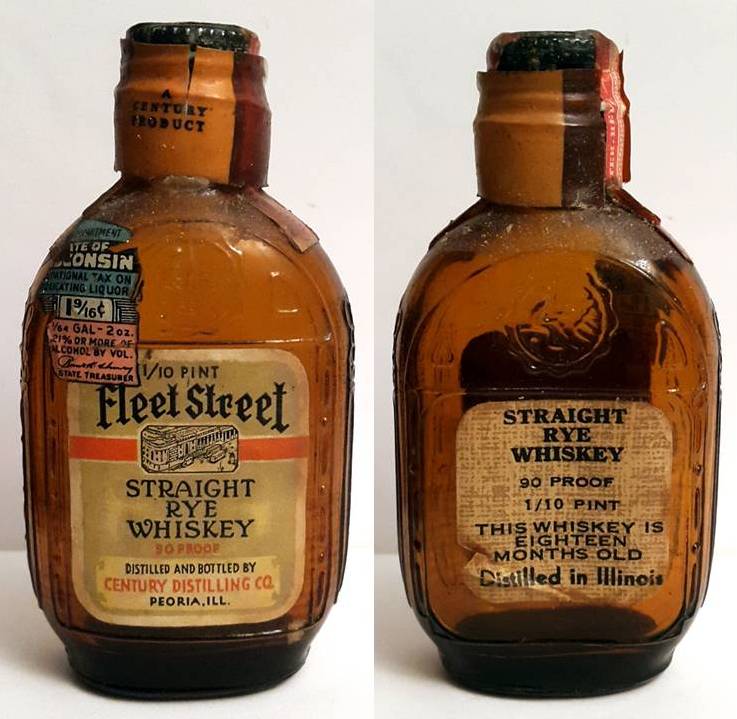 A
CENTURY
PRODUCT
STATE OF
WISCONSIN
TAX ON
LIQUOR
1 9/16¢
1/64 GAL - 2 oz.
21% OR MORE OF
ALCOHOL BY VOL.
STATE TREASURER
1/10 PINT
Fleet Street
STRAIGHT
RYE
WHISKEY
90 PROOF
DISTILLED AND BOTTLED BY
CENTURY DISTILLING CO.
PEORIA, ILL.
STRAIGHT
RYE
WHISKEY
90 PROOF
1/10 PINT
THIS WHISKEY IS
EIGHTEEN
MONTHS OLD
Distilled in Illinois